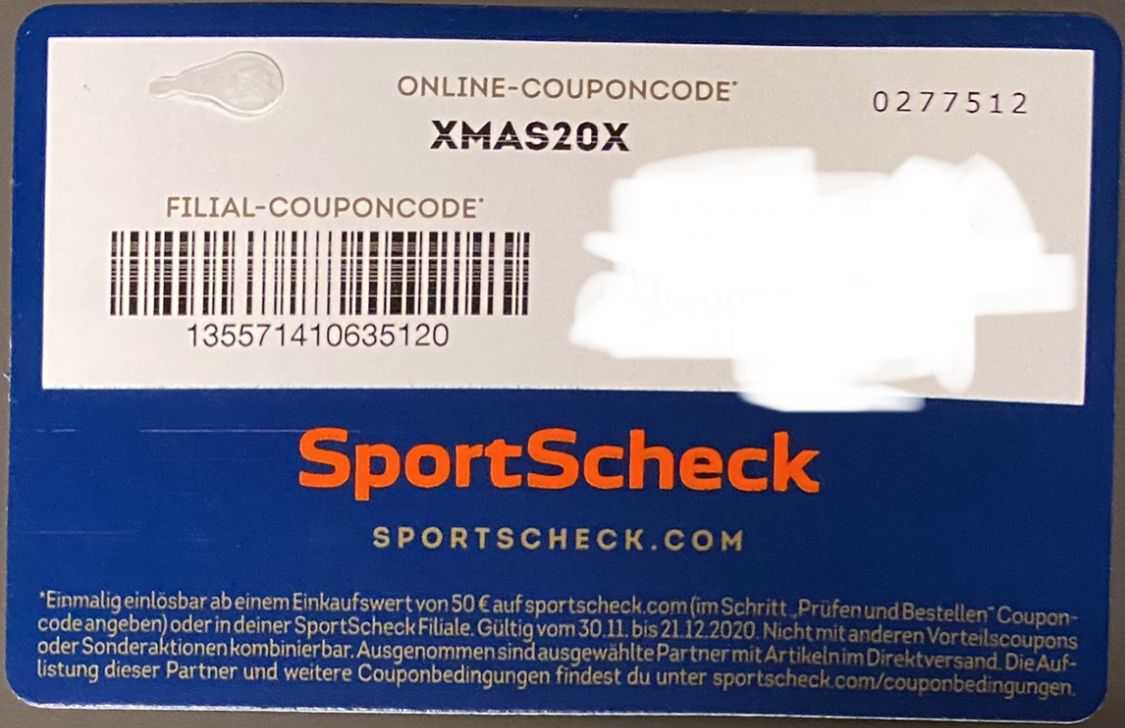 ONLINE-COUPONCODE*
0277512
XMAS20X
FILIAL-COUPONCODE*
135571410635120
SportScheck
SPORTSCHECK.COM
*Einmalig einlösbar ab einem Einkaufswert von 50 € auf sportscheck.com (im Schritt „Prüfen und Bestellen“ Coupon-
code angeben) oder in deiner SportScheck Filiale. Gültig vom 30.11. bis 21.12.2020. Nicht mit anderen Vorteilscoupons
oder Sonderaktionen kombinierbar. Ausgenommen sind ausgewählte Partner mit Artikeln im Direktversand. Die Auf-
listung dieser Partner und weitere Couponbedingungen findest du unter sportscheck.com/couponbedingungen.